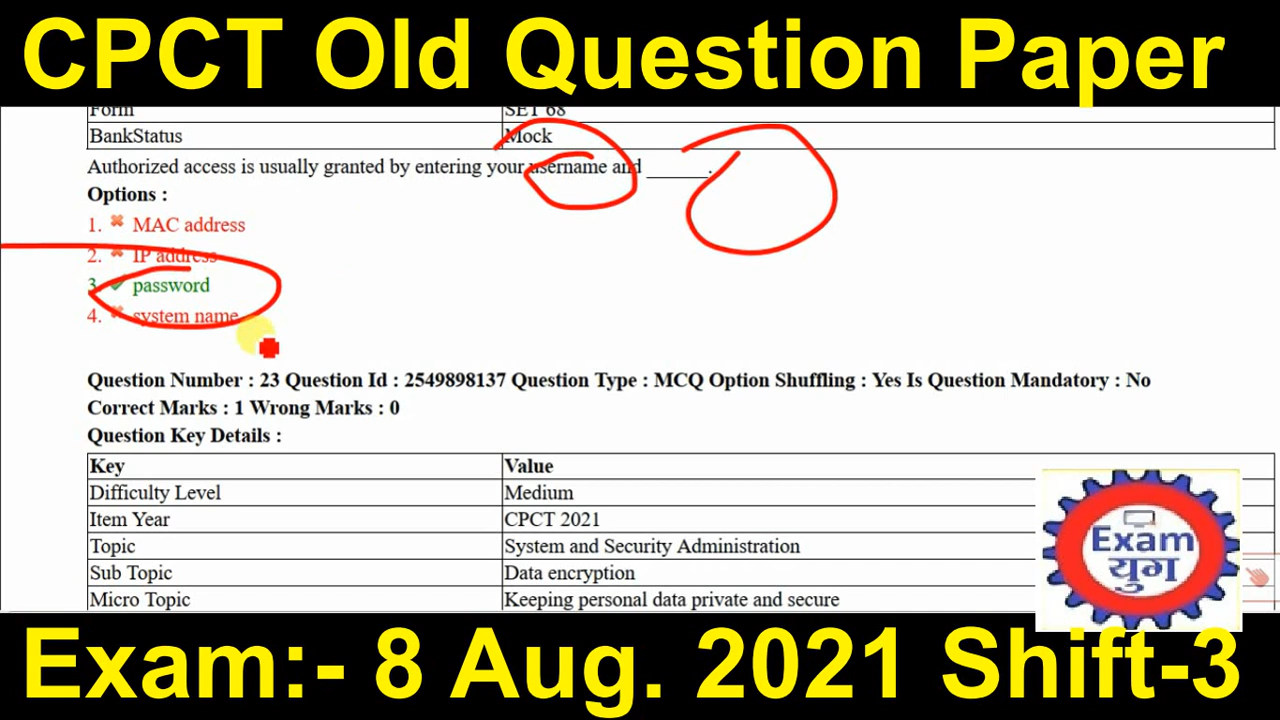 CPCT Old Question Paper
Form SET 68
BankStatus Mock
Authorized access is usually granted by entering your username and ______.
Options :
1. MAC address
2. IP address
3. password
4. system name
Question Number : 23 Question Id : 2549898137 Question Type : MCQ Option Shuffling : Yes Is Question Mandatory : No
Correct Marks : 1 Wrong Marks : 0
Question Key Details :
Key Value
Difficulty Level Medium
Item Year CPCT 2021
Topic System and Security Administration
Sub Topic Data encryption
Micro Topic Keeping personal data private and secure
Exam
युग
Exam:- 8 Aug. 2021 Shift-3